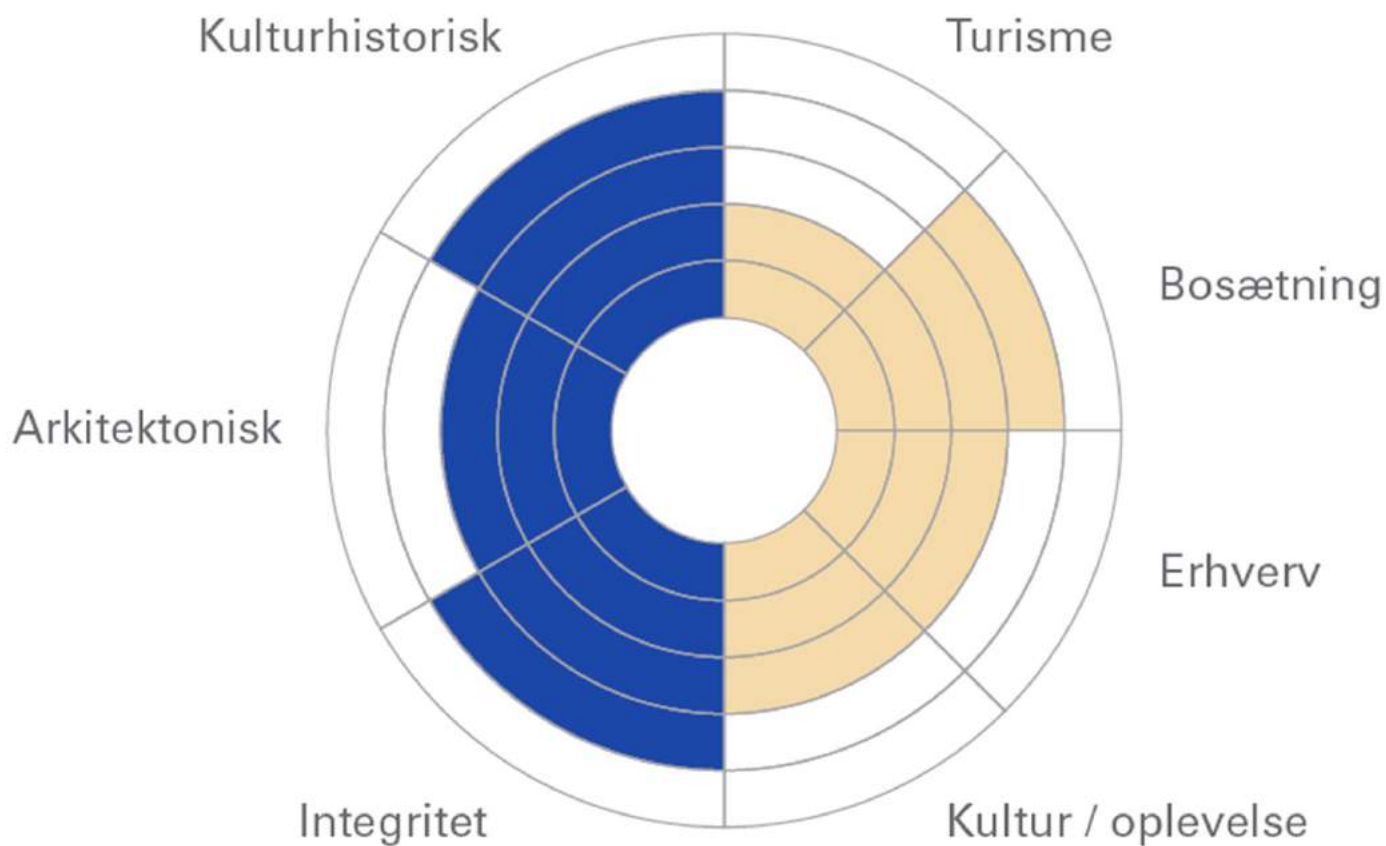 Kulturhistorisk
Turisme
Bosætning
Arkitektonisk
Erhverv
Integritet
Kultur / oplevelse